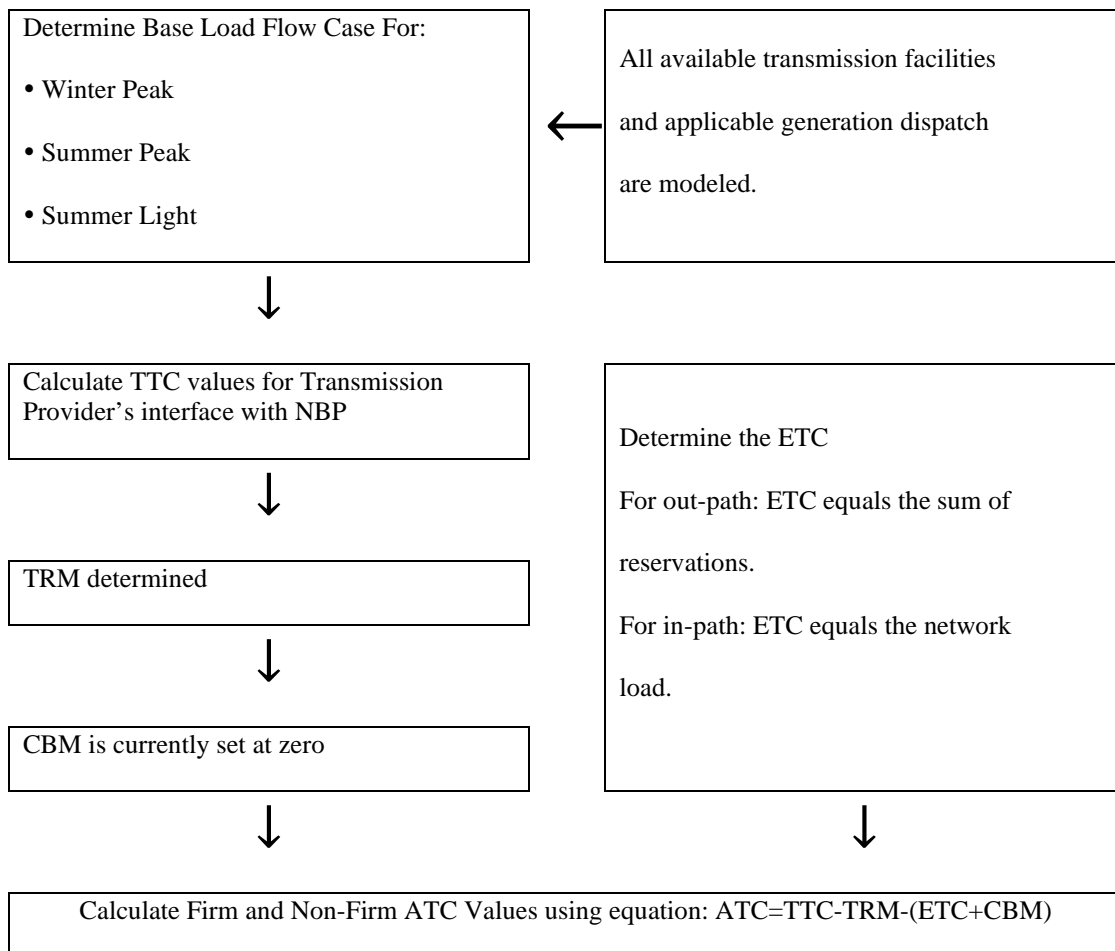 Determine Base Load Flow Case For:
• Winter Peak
• Summer Peak
• Summer Light
All available transmission facilities
and applicable generation dispatch
are modeled.
Calculate TTC values for Transmission
Provider’s interface with NBP
TRM determined
CBM is currently set at zero
Determine the ETC
For out-path: ETC equals the sum of
reservations.
For in-path: ETC equals the network
load.
Calculate Firm and Non-Firm ATC Values using equation: ATC=TTC-TRM-(ETC+CBM)